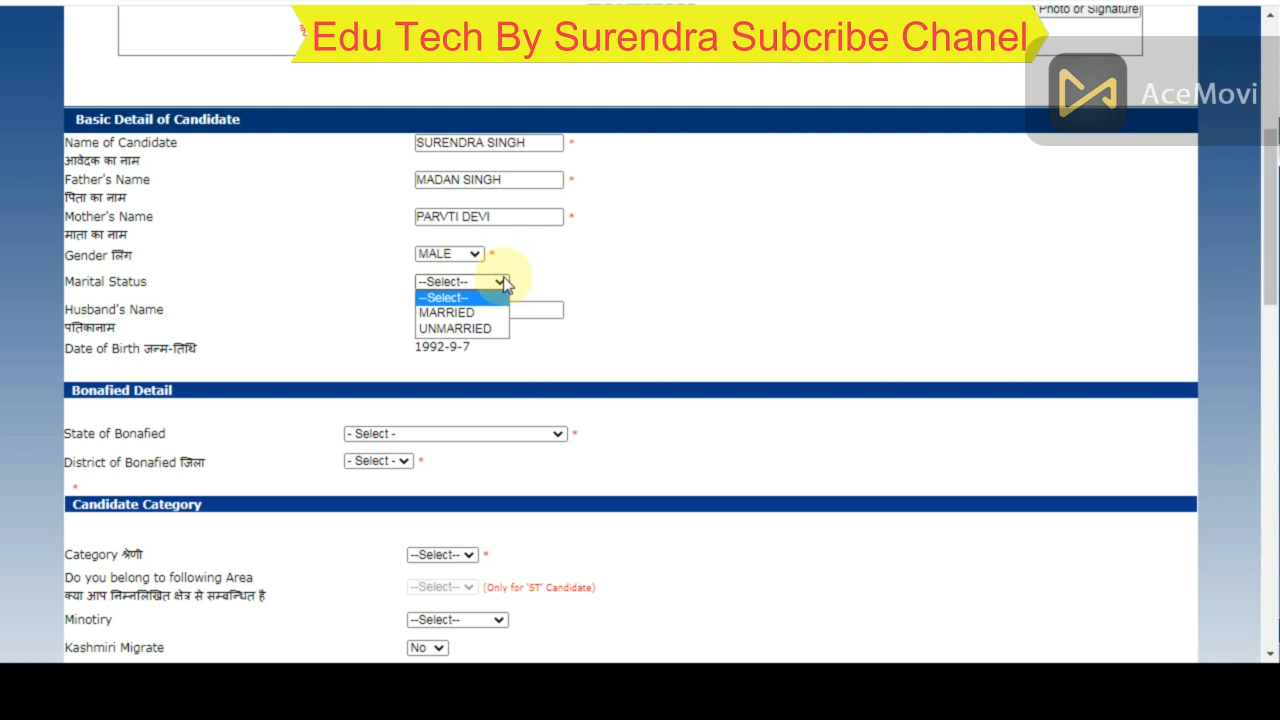 Photo or Signature
Edu Tech By Surendra Subcribe Chanel
AceMovi
Basic Detail of Candidate
Name of Candidate SURENDRA SINGH *
आवेदक का नाम
Father's Name MADAN SINGH *
पिता का नाम
Mother's Name PARVTI DEVI *
माता का नाम
Gender लिंग MALE *
Marital Status --Select--
--Select--
Husband's Name MARRIED
पतिकानाम UNMARRIED
Date of Birth जन्म-तिथि 1992-9-7
Bonafied Detail
State of Bonafied - Select - *
District of Bonafied जिला - Select - *
*
Candidate Category
Category श्रेणी --Select-- *
Do you belong to following Area
क्या आप निम्नलिखित क्षेत्र से सम्बन्धित है --Select-- (Only for 'ST' Candidate)
Minotiry --Select--
Kashmiri Migrate No